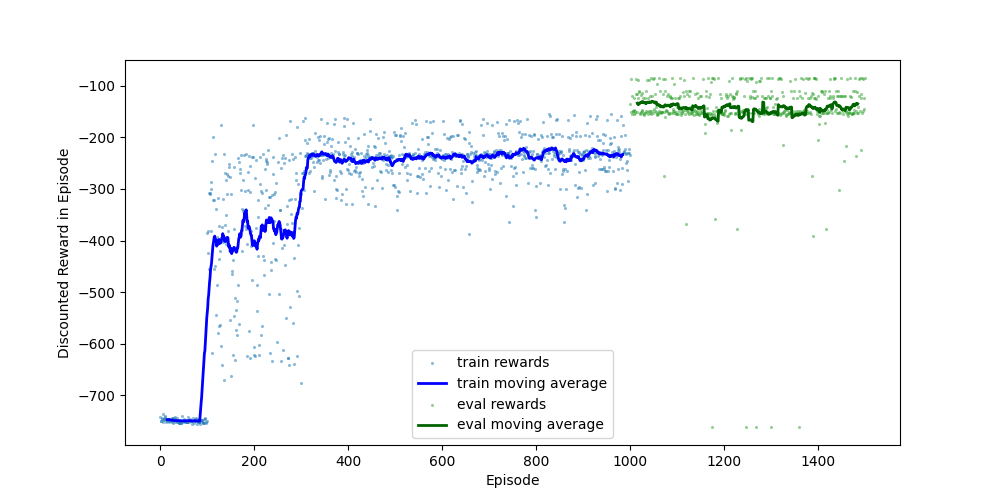 −100
−200
−300
−400
−500
−600
−700
Discounted Reward in Episode
train rewards
train moving average
eval rewards
eval moving average
0 200 400 600 800 1000 1200 1400
Episode